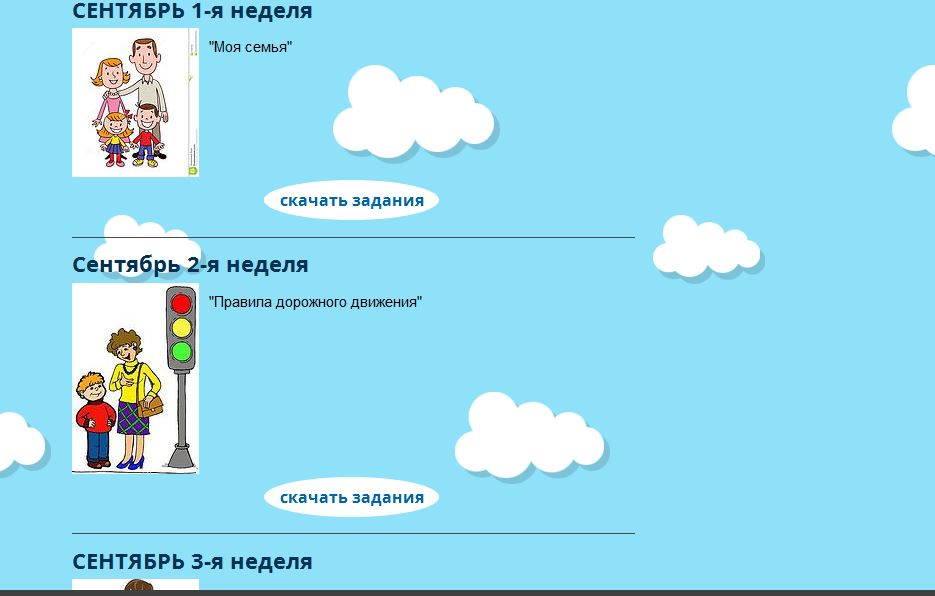 СЕНТЯБРЬ 1-я неделя
"Моя семья"
скачать задания
Сентябрь 2-я неделя
"Правила дорожного движения"
скачать задания
СЕНТЯБРЬ 3-я неделя